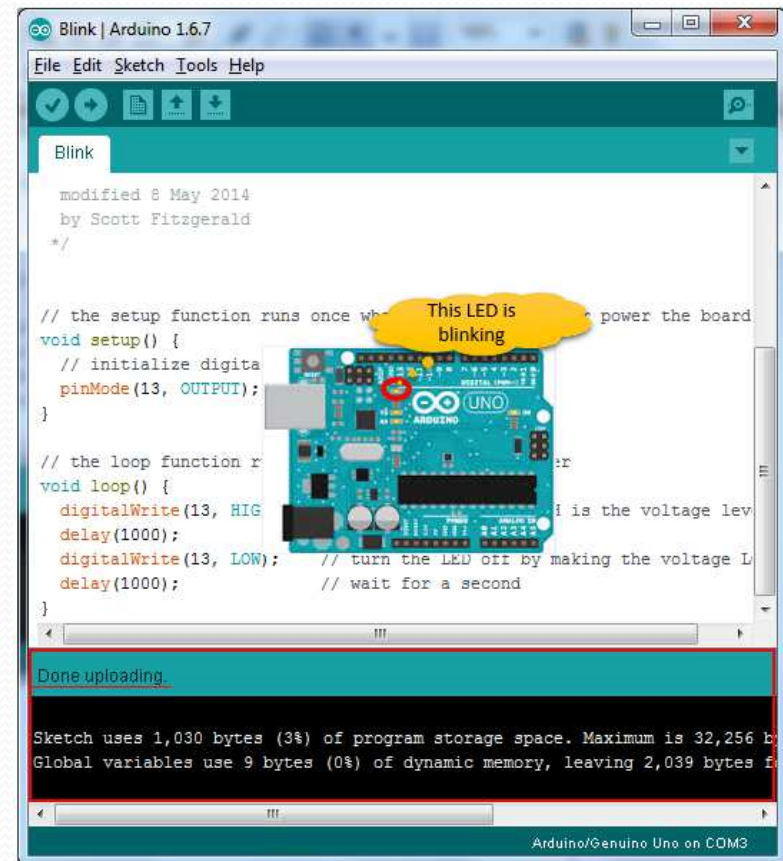 Blink | Arduino 1.6.7
File Edit Sketch Tools Help
Blink
modified 8 May 2014
by Scott Fitzgerald
*/
// the setup function runs once power the board
This LED is
blinking
void setup() {
// initialize
pinMode(13, OUTPUT);
}
DIGITAL (PWM~)
UNO
ARDUINO
// the loop function
void loop() {
digitalWrite(13, is the voltage
delay(1000);
digitalWrite(13, LOW); // turn the LED off by making the voltage
delay(1000); // wait for a second
}
Done uploading.
Sketch uses 1,030 bytes (3%) of program storage space. Maximum is 32,256
Global variables use 9 bytes (0%) of dynamic memory, leaving 2,039 bytes
Arduino/Genuino Uno on COM3